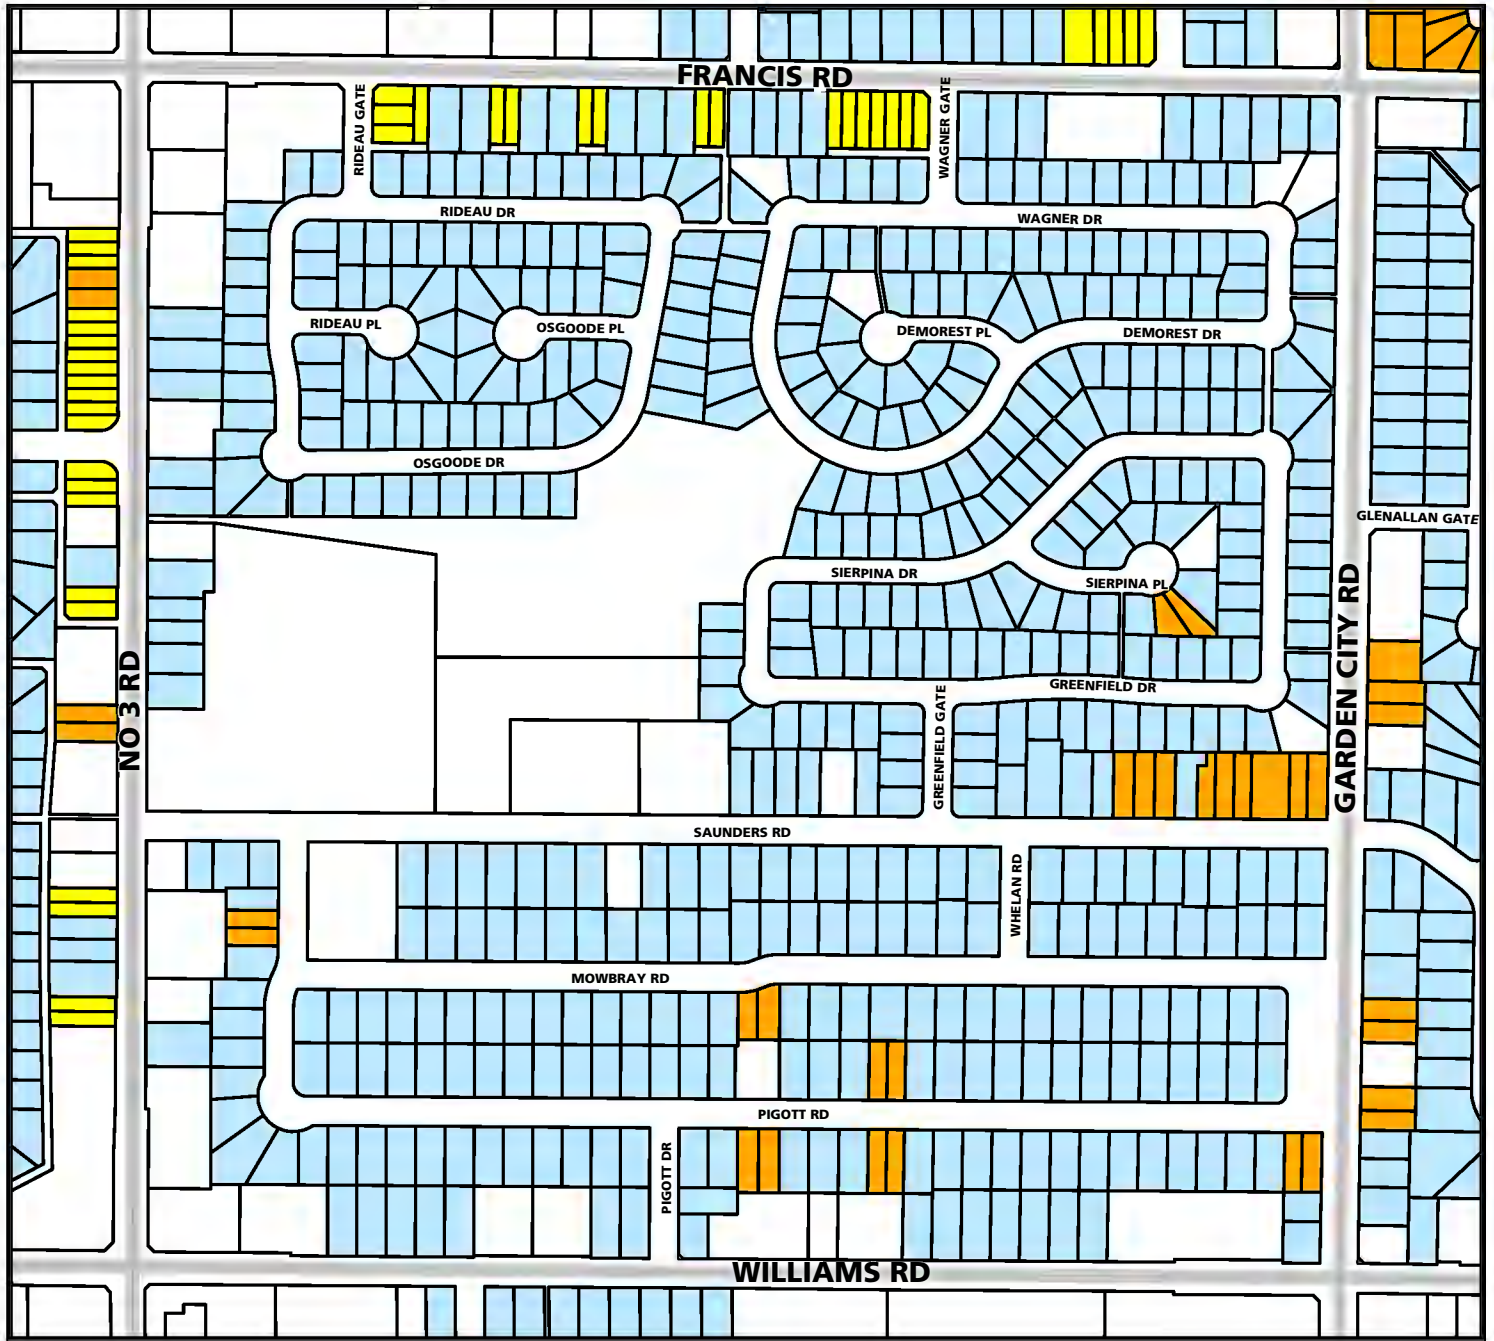 FRANCIS RD
RIDEAU GATE
WAGNER GATE
RIDEAU DR
WAGNER DR
RIDEAU PL
OSGOODE PL
DEMOREST PL
DEMOREST DR
OSGOODE DR
GLENALLAN GATE
SIERPINA DR
SIERPINA PL
NO 3 RD
GARDEN CITY RD
GREENFIELD DR
GREENFIELD GATE
SAUNDERS RD
WHELAN RD
MOWBRAY RD
PIGOTT RD
PIGOTT DR
WILLIAMS RD